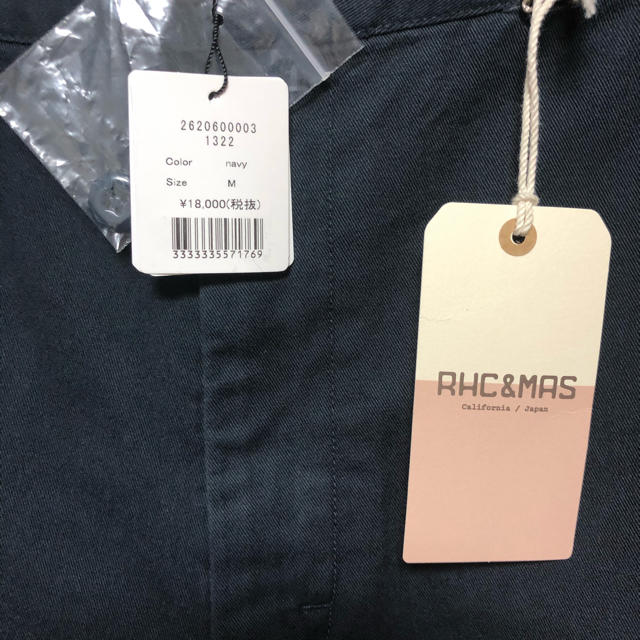 2620600003
1322
Color navy
Size M
¥18,000(税抜)
3333335571769
RHC&MAS
California / Japan